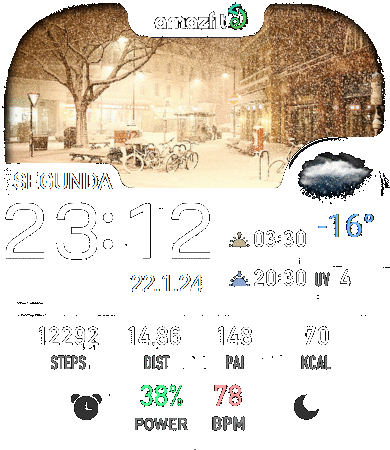 amazfit
SEGUNDA
23:12
-16°
03:30
22.1.24
20:30 UV 4
12292 14,86 148 70
STEPS DIST PAI KCAL
38% 78
POWER BPM